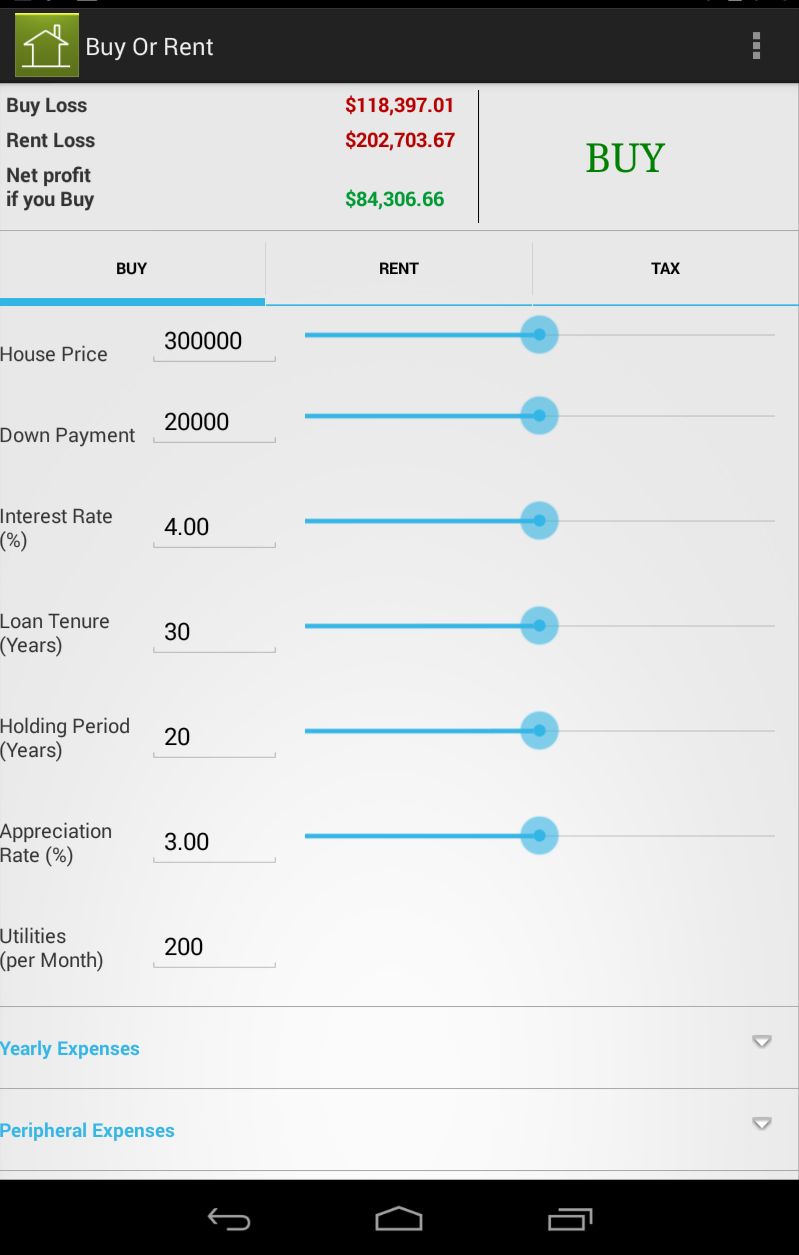 Buy Or Rent
Buy Loss $118,397.01
Rent Loss $202,703.67
Net profit
if you Buy $84,306.66
BUY
BUY RENT TAX
House Price 300000
Down Payment 20000
Interest Rate
(%)
4.00
Loan Tenure
(Years)
30
Holding Period
(Years)
20
Appreciation
Rate (%)
3.00
Utilities
(per Month)
200
Yearly Expenses
Peripheral Expenses